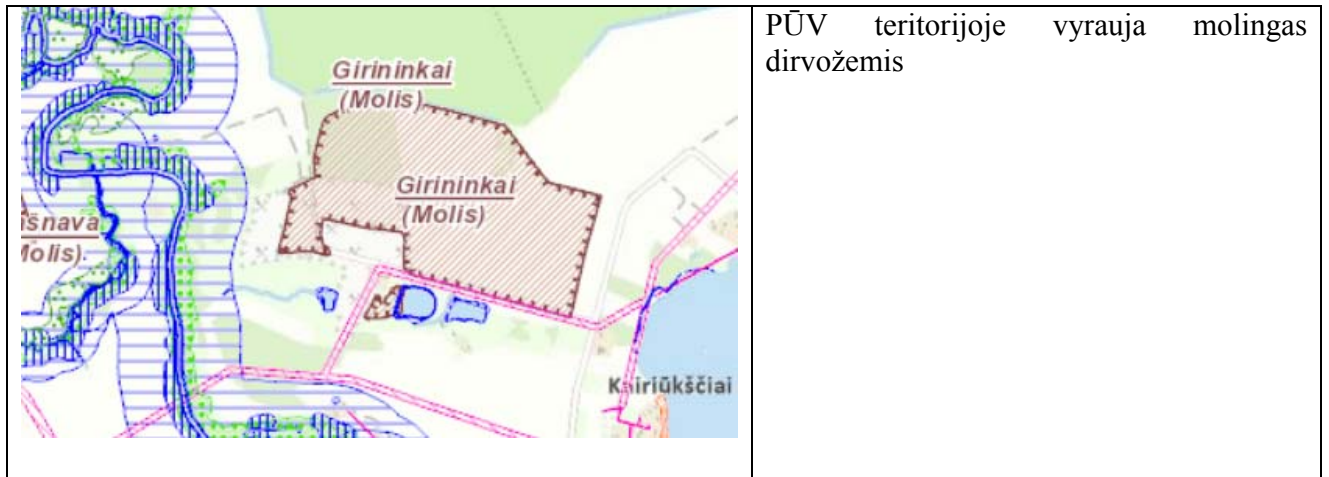 Girininkai
(Molis)
Girininkai
(Molis)
šnava
Molis)
Kairiūkščiai
PŪV teritorijoje vyrauja molingas
dirvožemis